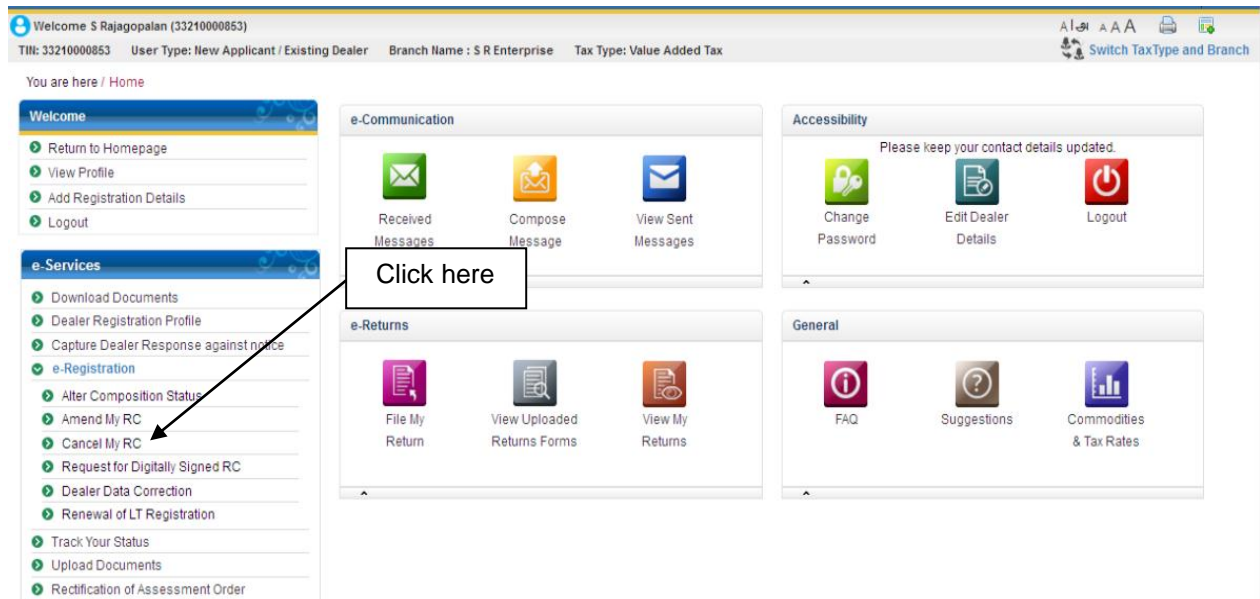 Welcome S Rajagopalan (33210000853)
A | அ A A A
TIN: 33210000853 User Type: New Applicant / Existing Dealer Branch Name : S R Enterprise Tax Type: Value Added Tax
Switch TaxType and Branch
You are here / Home
Welcome
Return to Homepage
View Profile
Add Registration Details
Logout
e-Services
Download Documents
Dealer Registration Profile
Capture Dealer Response against notice
e-Registration
Alter Composition Status
Amend My RC
Cancel My RC
Request for Digitally Signed RC
Dealer Data Correction
Renewal of LT Registration
Track Your Status
Upload Documents
Rectification of Assessment Order
Click here
e-Communication
Received
Messages
Compose
Message
View Sent
Messages
Accessibility
Please keep your contact details updated.
Change
Password
Edit Dealer
Details
Logout
e-Returns
File My
Return
View Uploaded
Returns Forms
View My
Returns
General
FAQ
Suggestions
Commodities
& Tax Rates